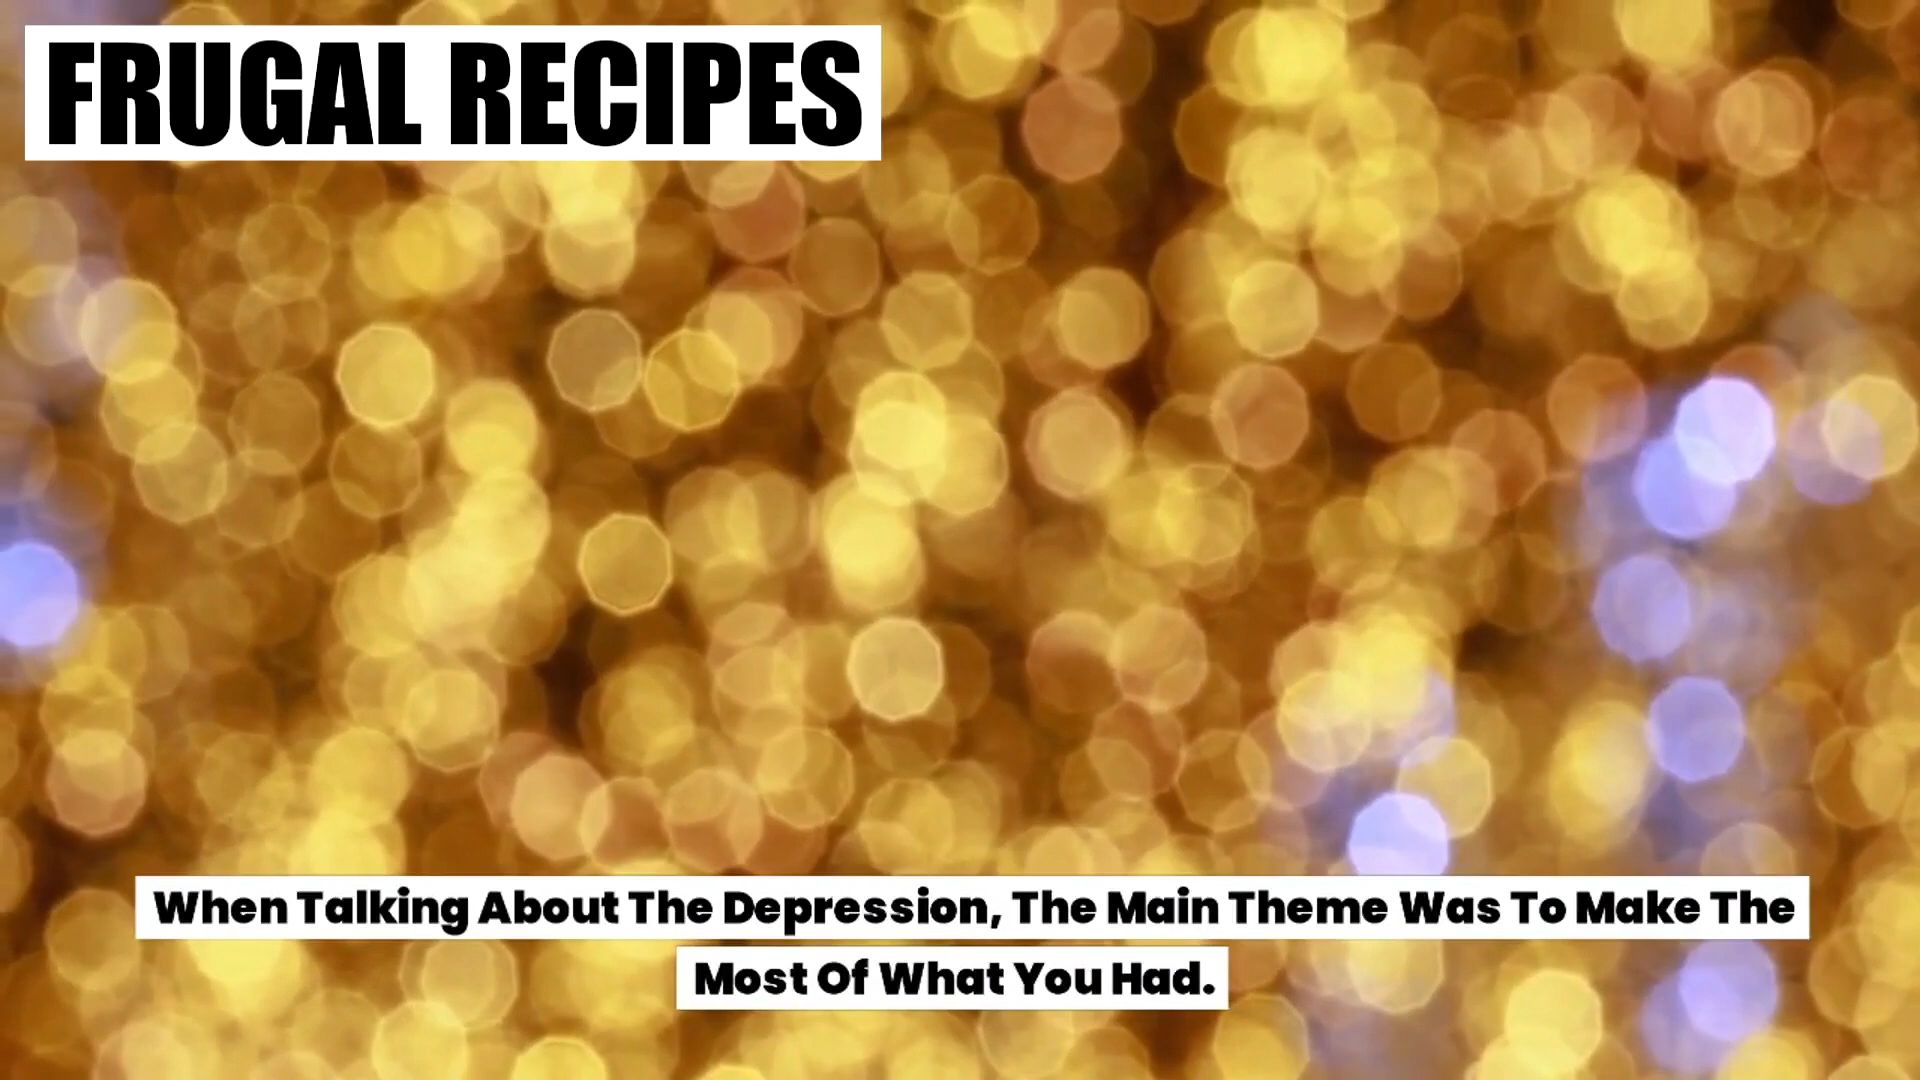 FRUGAL RECIPES
When Talking About The Depression, The Main Theme Was To Make The
Most Of What You Had.